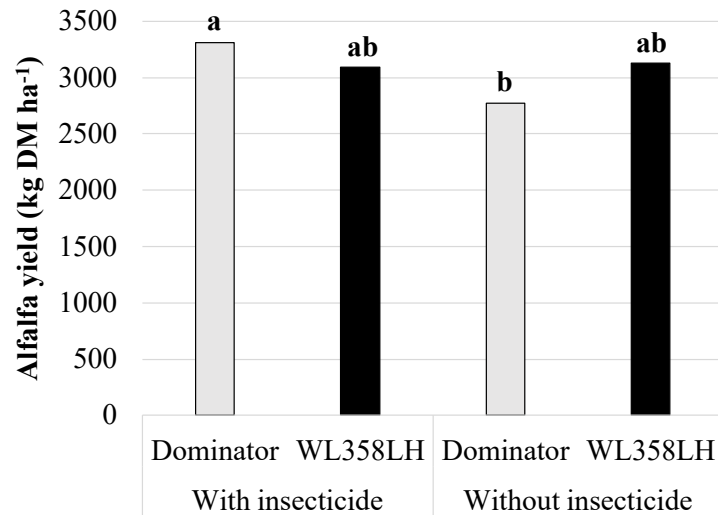 Alfalfa yield (kg DM ha⁻¹)
3500
3000
2500
2000
1500
1000
500
0
a
ab
b
ab
Dominator WL358LH Dominator WL358LH
With insecticide Without insecticide